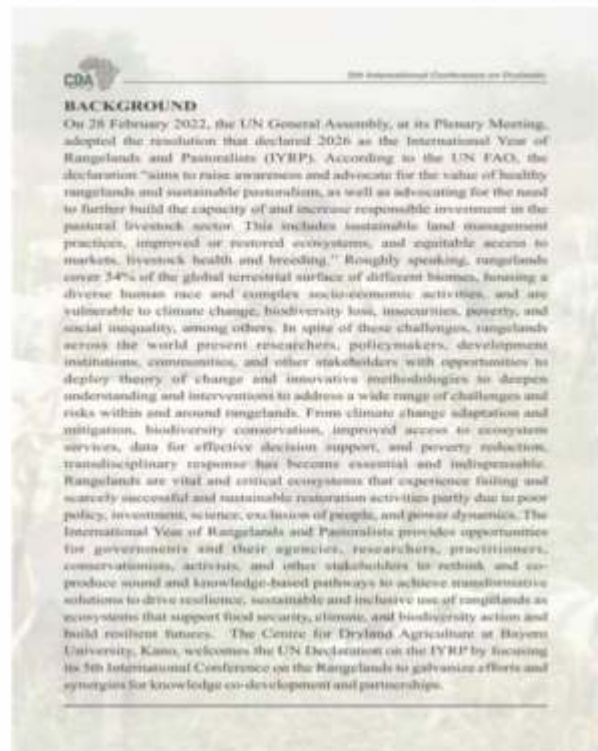 CDA
5th International Conference on Drylands
BACKGROUND
On 28 February 2022, the UN General Assembly, at its Plenary Meeting,
adopted the resolution that declared 2026 as the International Year of
Rangelands and Pastoralists (IYRP). According to the UN FAO, the
declaration "aims to raise awareness and advocate for the value of healthy
rangelands and sustainable pastoralism, as well as advocating for the need
to further build the capacity of and increase responsible investment in the
pastoral livestock sector. This includes sustainable land management
practices, improved or restored ecosystems, and equitable access to
markets, livestock health and breeding." Roughly speaking, rangelands
cover 54% of the global terrestrial surface of different biomes, housing a
diverse human race and complex socio-economic activities, and are
vulnerable to climate change, biodiversity loss, insecurities, poverty, and
social inequality, among others. In spite of these challenges, rangelands
across the world present researchers, policymakers, development
institutions, communities, and other stakeholders with opportunities to
deploy theory of change and innovative methodologies to deepen
understanding and interventions to address a wide range of challenges and
risks within and around rangelands. From climate change adaptation and
mitigation, biodiversity conservation, improved access to ecosystem
services, data for effective decision support, and poverty reduction,
transdisciplinary response has become essential and indispensable.
Rangelands are vital and critical ecosystems that experience failing and
scarcely successful and sustainable restoration activities partly due to poor
policy, investment, science, exclusion of people, and power dynamics. The
International Year of Rangelands and Pastoralists provides opportunities
for governments and their agencies, researchers, practitioners,
conservationists, activists, and other stakeholders to rethink and co-
produce sound and knowledge-based pathways to achieve transformative
solutions to drive resilience, sustainable and inclusive use of rangelands as
ecosystems that support food security, climate, and biodiversity action and
build resilient futures. The Centre for Dryland Agriculture at Bayero
University, Kano, welcomes the UN Declaration on the IYRP by focusing
its 5th International Conference on the Rangelands to galvanize efforts and
synergies for knowledge co-development and partnerships.